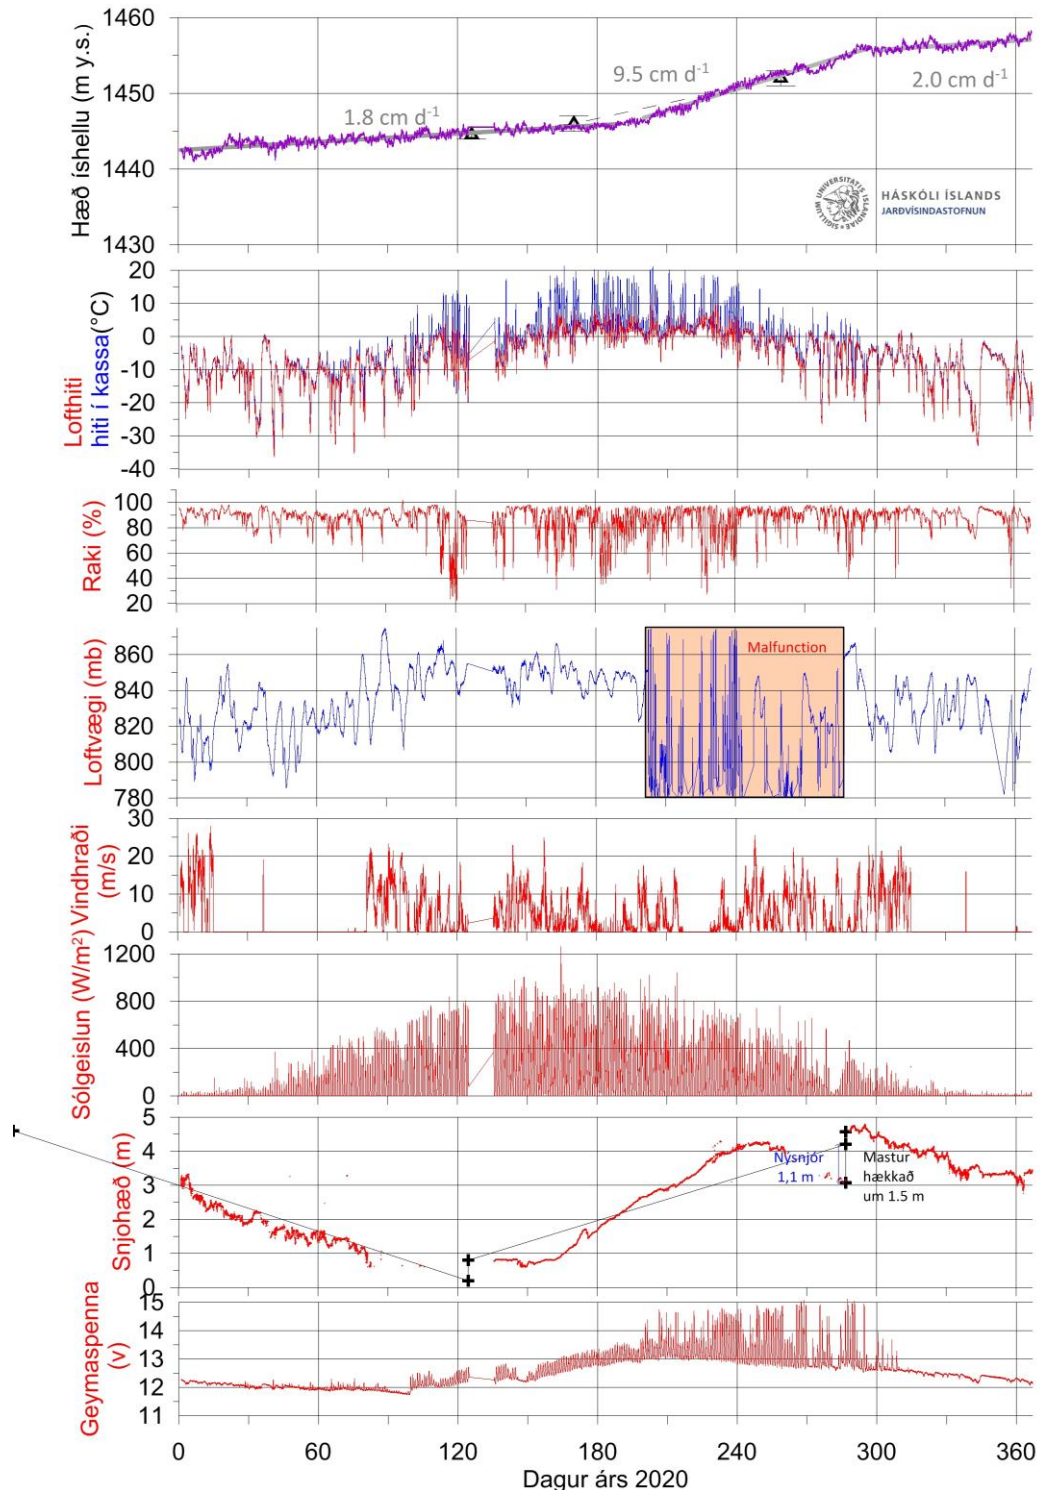 Hæð íshellu (m y.s.)
1460
1450
1440
1430
1.8 cm d⁻¹
9.5 cm d⁻¹
2.0 cm d⁻¹
SIGILLUM UNIVERSITATIS ISLANDIAE
HÁSKÓLI ÍSLANDS
JARÐVÍSINDASTOFNUN
Lofthiti
hiti í kassa(°C)
20
10
0
-10
-20
-30
-40
Raki (%)
100
80
60
40
20
Loftvægi (mb)
860
840
820
800
780
Malfunction
Vindhraði
(m/s)
30
20
10
0
Sólgeislun (W/m²)
1200
800
400
0
Snjohæð (m)
5
4
3
2
1
0
Nysnjór
1,1 m
Mastur
hækkað
um 1.5 m
Geymaspenna
(v)
15
14
13
12
11
0 60 120 180 240 300 360
Dagur árs 2020